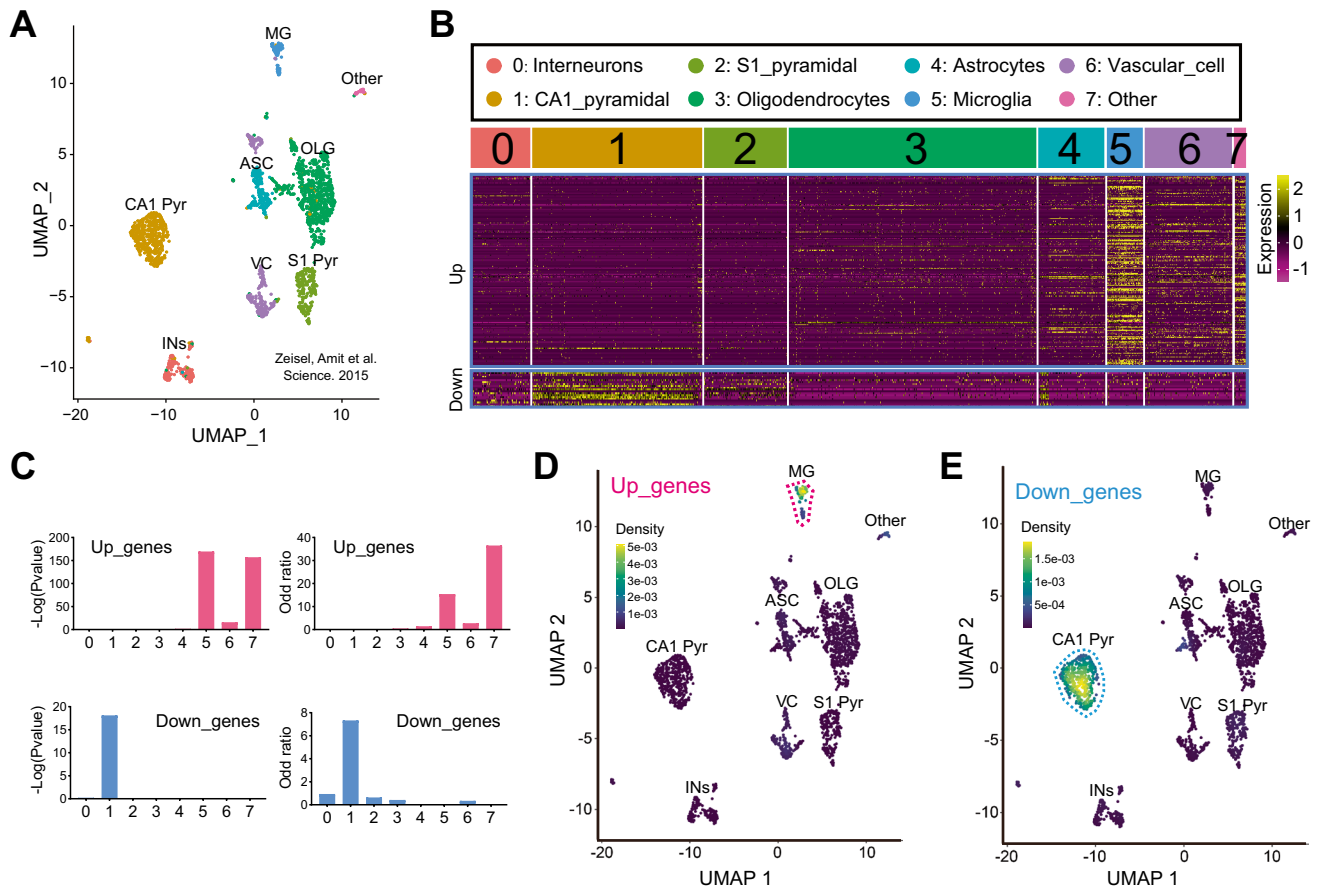 A
MG
Other
OLG
ASC
CA1 Pyr
VC
S1 Pyr
INs
Zeisel, Amit et al.
Science. 2015
10
5
0
−5
−10
UMAP_2
−20
−10
0
10
UMAP_1
B
0: Interneurons
2: S1_pyramidal
4: Astrocytes
6: Vascular_cell
1: CA1_pyramidal
3: Oligodendrocytes
5: Microglia
7: Other
0 1 2 3 4 5 6 7
Up
Down
Expression
2
1
0
-1
C
Up_genes
-Log(Pvalue)
200
150
100
50
0
0 1 2 3 4 5 6 7
Up_genes
Odd ratio
40
30
20
10
0
0 1 2 3 4 5 6 7
Down_genes
-Log(Pvalue)
20
15
10
5
0
0 1 2 3 4 5 6 7
Down_genes
Odd ratio
8
6
4
2
0
0 1 2 3 4 5 6 7
D
Up_genes
MG
Density
5e-03
4e-03
3e-03
2e-03
1e-03
Other
OLG
ASC
CA1 Pyr
VC
S1 Pyr
INs
UMAP 2
10
5
0
-5
-10
-20
-10
0
10
UMAP 1
E
Down_genes
MG
Density
1.5e-03
1e-03
5e-04
Other
OLG
ASC
CA1 Pyr
VC
S1 Pyr
INs
UMAP 2
10
5
0
-5
-10
-20
-10
0
10
UMAP 1